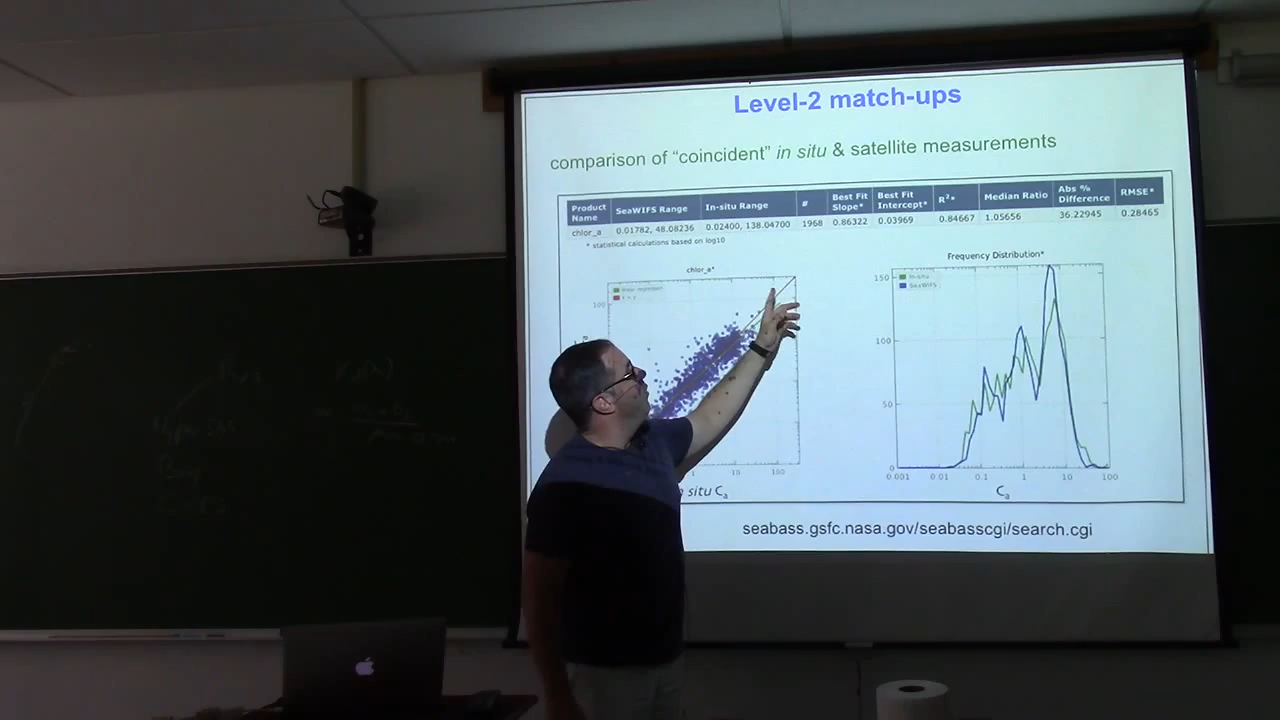 Level-2 match-ups
comparison of “coincident” in situ & satellite measurements
Product Name SeaWIFS Range In-situ Range # Best Fit Slope* Best Fit Intercept* R²* Median Ratio Abs % Difference RMSE*
chlor_a 0.01782, 48.08236 0.02400, 138.04700 1968 0.86322 0.03969 0.84667 1.05656 36.22945 0.28465
* statistical calculations based on log10
chlor_a*
linear regression
100
10 100
situ Ca
Frequency Distribution*
In-situ
SeaWIFS
150
100
50
0
0.001 0.01 0.1 1 10 100
Ca
seabass.gsfc.nasa.gov/seabasscgi/search.cgi